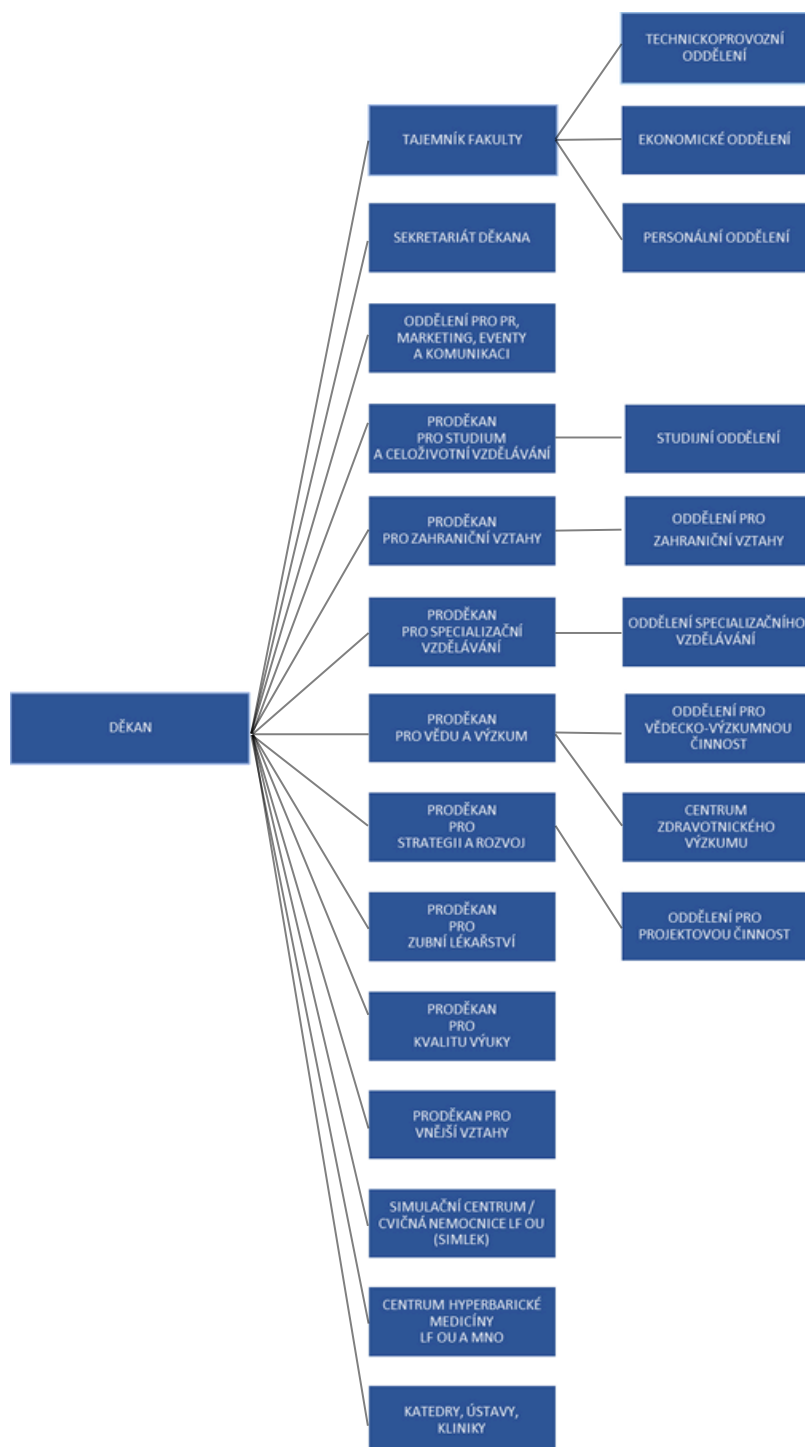 TECHNICKOPROVOZNÍ
ODDĚLENÍ
TAJEMNÍK FAKULTY
EKONOMICKÉ ODDĚLENÍ
SEKRETARIÁT DĚKANA
PERSONÁLNÍ ODDĚLENÍ
ODDĚLENÍ PRO PR,
MARKETING, EVENTY
A KOMUNIKACI
PRODĚKAN
PRO STUDIUM
A CELOŽIVOTNÍ VZDĚLÁVÁNÍ
STUDIJNÍ ODDĚLENÍ
PRODĚKAN
PRO ZAHRANIČNÍ VZTAHY
ODDĚLENÍ PRO
ZAHRANIČNÍ VZTAHY
PRODĚKAN
PRO SPECIALIZAČNÍ
VZDĚLÁVÁNÍ
ODDĚLENÍ SPECIALIZAČNÍHO
VZDĚLÁVÁNÍ
DĚKAN
PRODĚKAN
PRO VĚDU A VÝZKUM
ODDĚLENÍ PRO
VĚDECKO-VÝZKUMNOU
ČINNOST
PRODĚKAN
PRO
STRATEGII A ROZVOJ
CENTRUM
ZDRAVOTNICKÉHO
VÝZKUMU
PRODĚKAN
PRO
ZUBNÍ LÉKAŘSTVÍ
ODDĚLENÍ PRO
PROJEKTOVOU ČINNOST
PRODĚKAN
PRO
KVALITU VÝUKY
PRODĚKAN PRO
VNĚJŠÍ VZTAHY
SIMULAČNÍ CENTRUM /
CVIČNÁ NEMOCNICE LF OU
(SIMLEK)
CENTRUM HYPERBARICKÉ
MEDICÍNY
LF OU A MNO
KATEDRY, ÚSTAVY,
KLINIKY